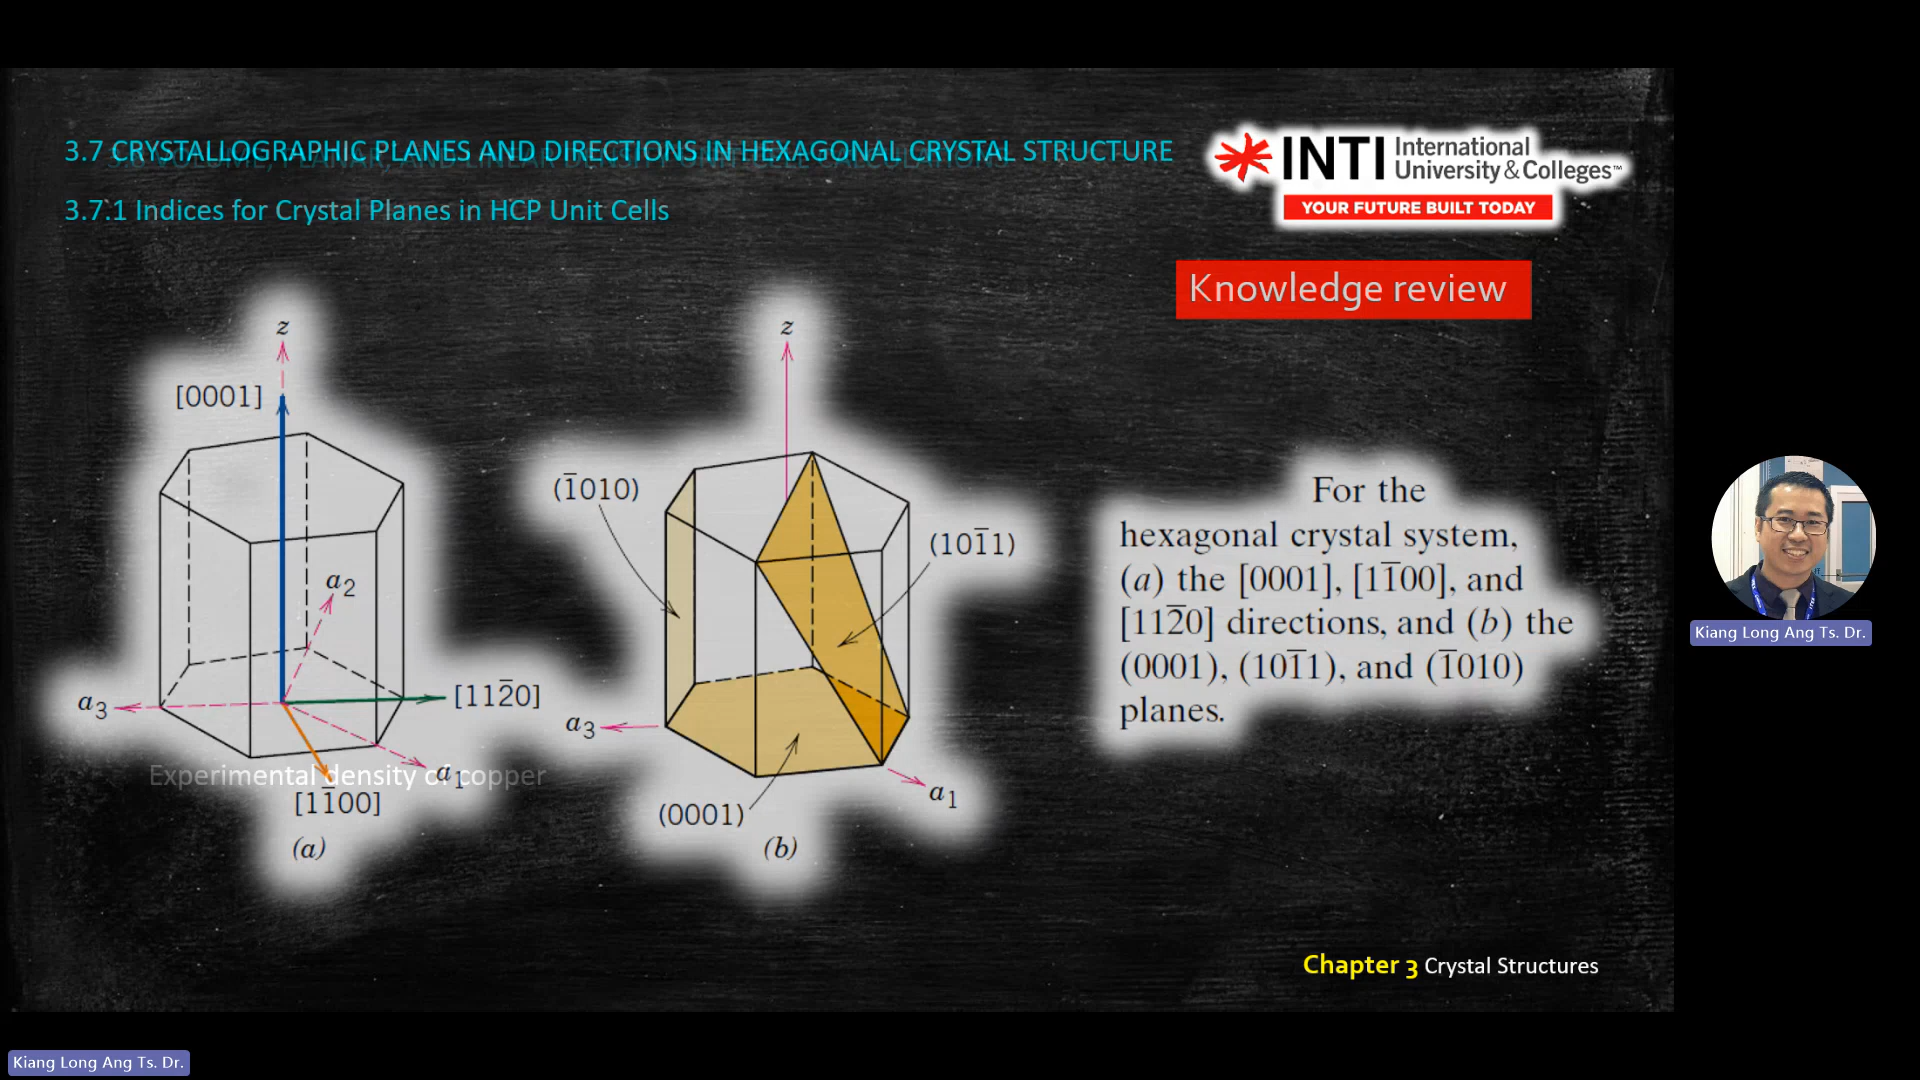 3.7 CRYSTALLOGRAPHIC PLANES AND DIRECTIONS IN HEXAGONAL CRYSTAL STRUCTURE
3.7.1 Indices for Crystal Planes in HCP Unit Cells
INTI International
University & Colleges™
YOUR FUTURE BUILT TODAY
Knowledge review
z
[0001]
a2
a3
[112̅0]
a1
Experimental density of copper
[11̅00]
(a)
z
(1̅010)
(101̅1)
a3
a1
(0001)
(b)
For the
hexagonal crystal system,
(a) the [0001], [11̅00], and
[112̅0] directions, and (b) the
(0001), (101̅1), and (1̅010)
planes.
Chapter 3 Crystal Structures
Kiang Long Ang Ts. Dr.
Kiang Long Ang Ts. Dr.